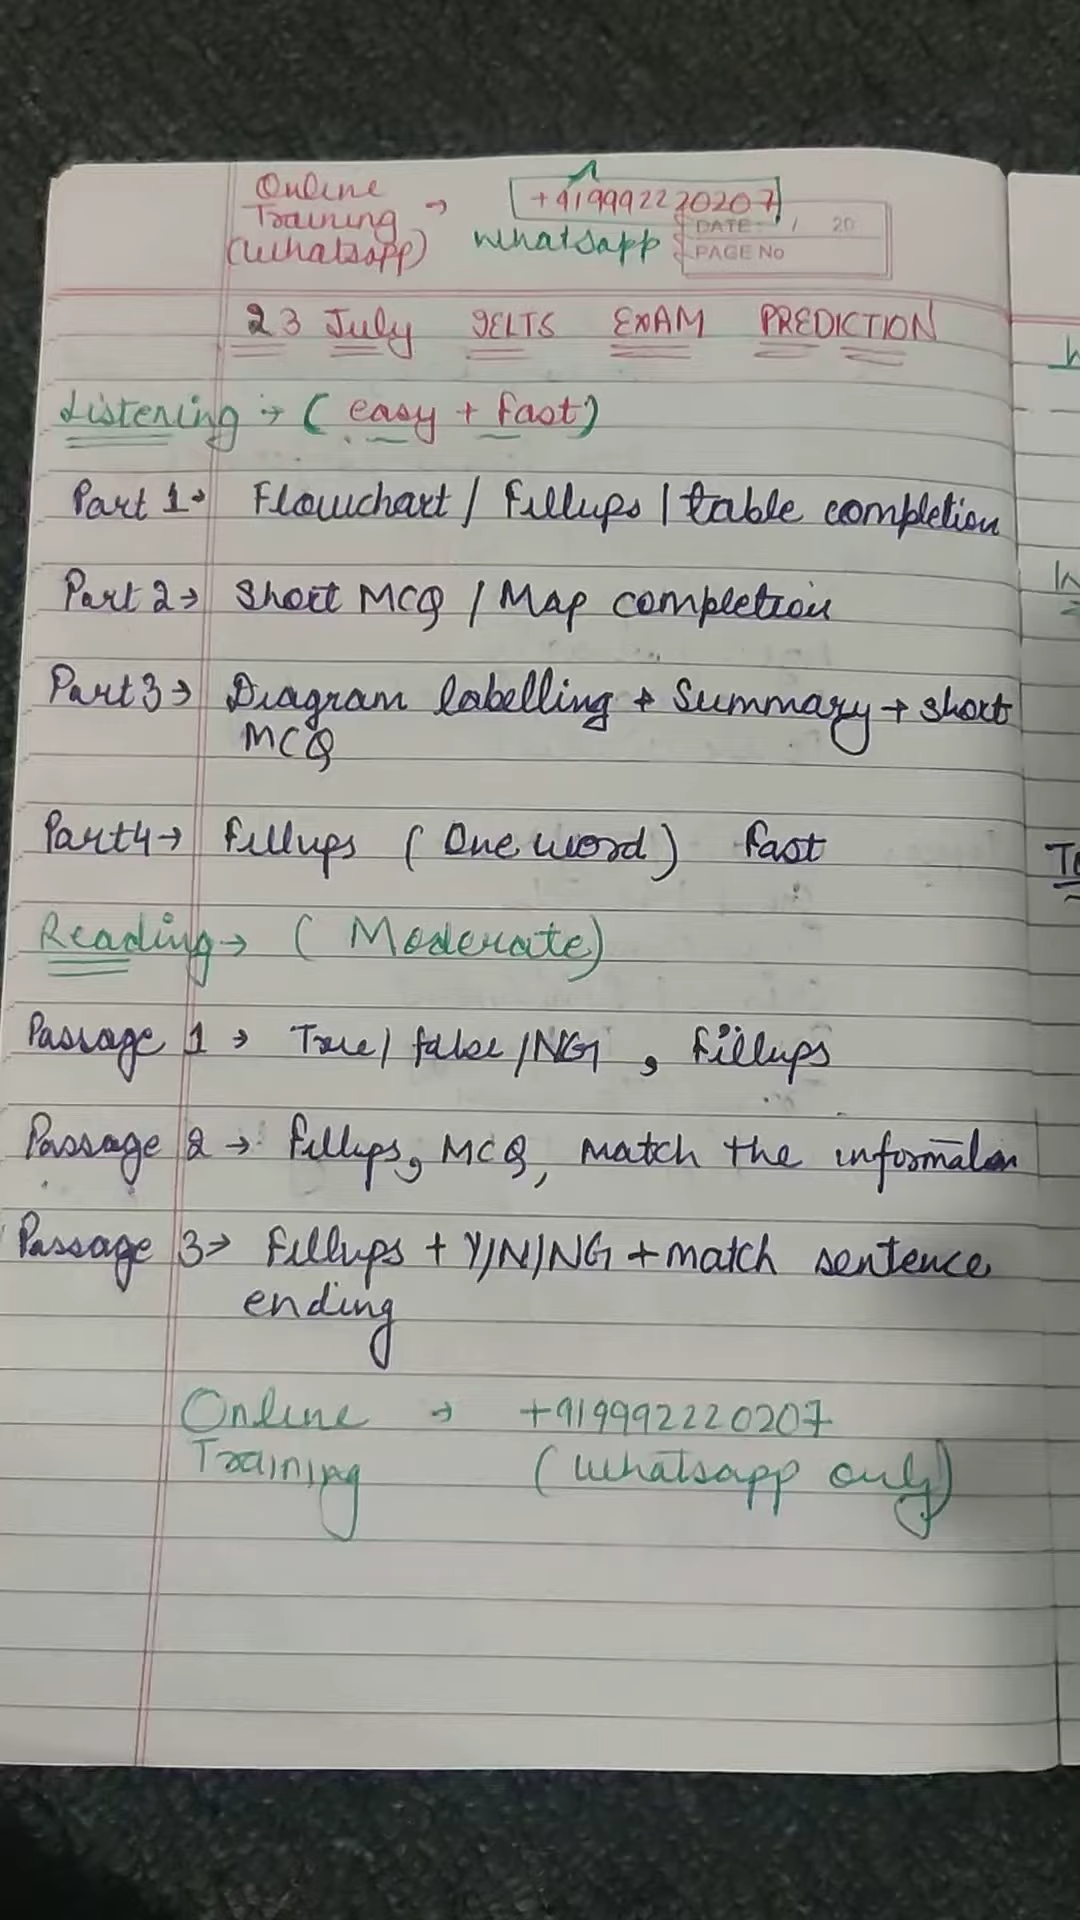 Online
Training →
(Whatsapp)
+919992220207
Whatsapp
DATE: / 20
PAGE No
23 July IELTS EXAM PREDICTION
Listening → (easy + fast)
Part 1→ Flowchart / Fillups / table completion
Part 2→ Short MCQ / Map completion
Part 3→ Diagram labelling + Summary + short
MCQ
Part 4→ Fillups (One word) Fast
Reading → (Moderate)
Passage 1→ True/false/NG, Fillups
Passage 2→ Fillups, MCQ, Match the information
Passage 3→ Fillups + Y/N/NG + match sentence
ending
Online → +919992220207
Training (Whatsapp only)